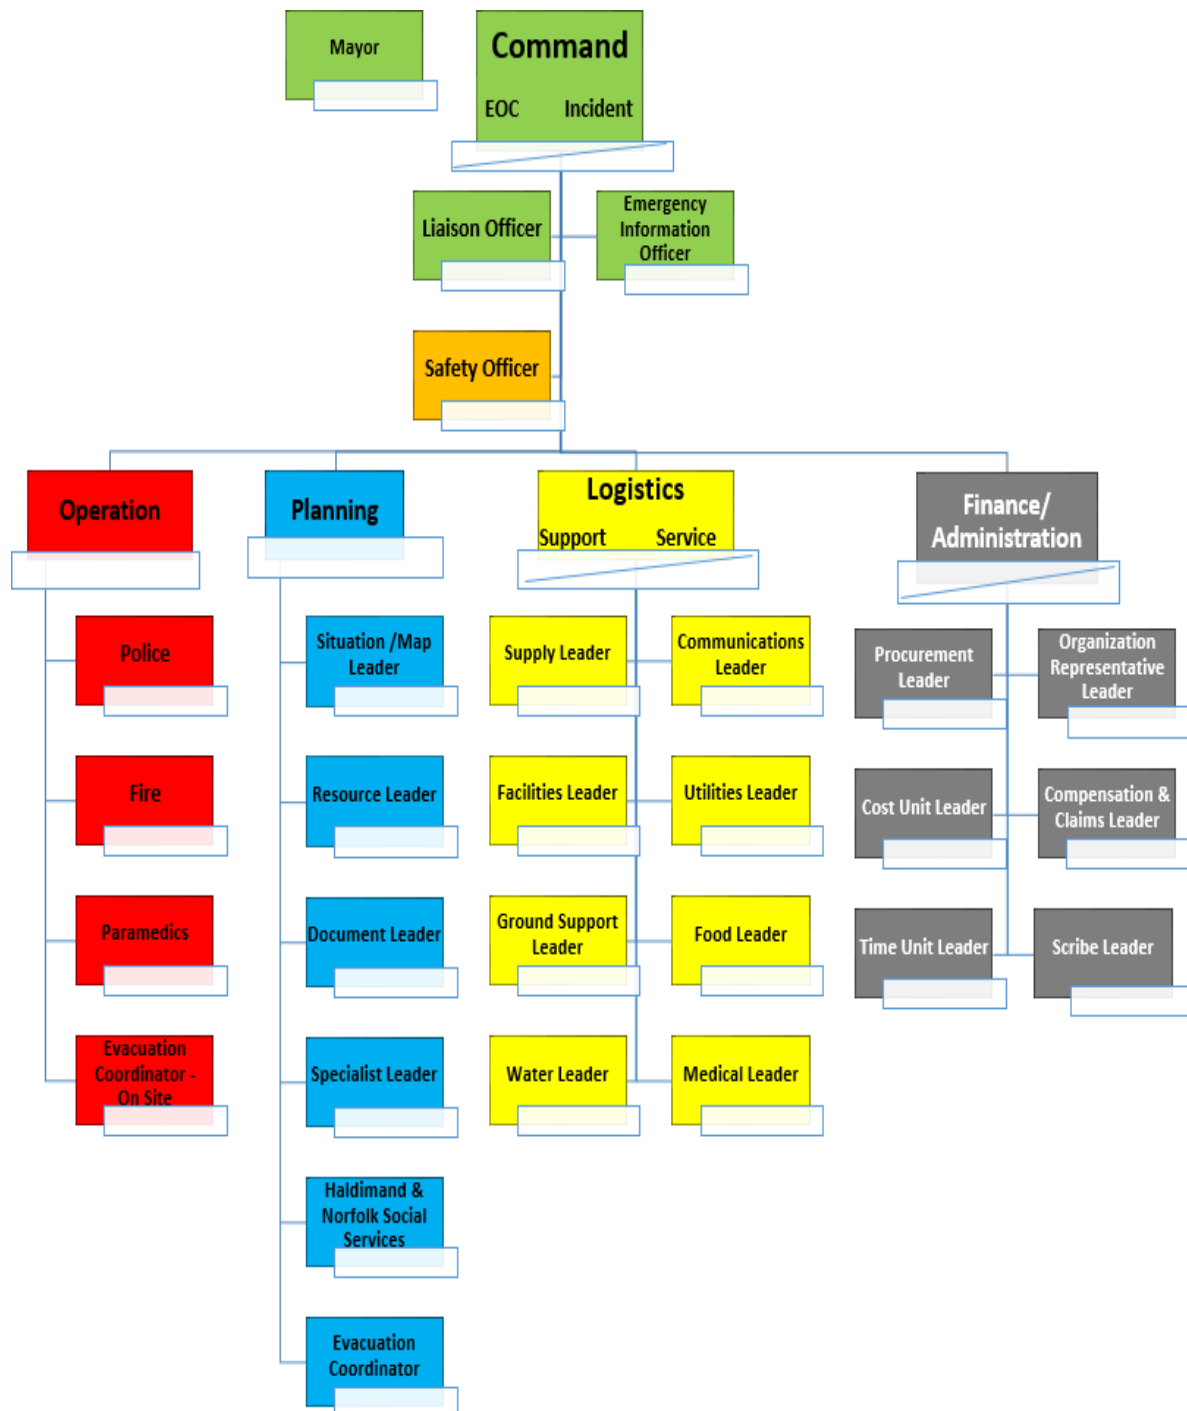 Mayor
Command
EOC Incident
Liaison Officer
Emergency
Information
Officer
Safety Officer
Operation
Planning
Logistics
Support Service
Finance/
Administration
Police
Fire
Paramedics
Evacuation
Coordinator -
On Site
Situation /Map
Leader
Resource Leader
Document Leader
Specialist Leader
Haldimand &
Norfolk Social
Services
Evacuation
Coordinator
Supply Leader
Communications
Leader
Facilities Leader
Utilities Leader
Ground Support
Leader
Food Leader
Water Leader
Medical Leader
Procurement
Leader
Organization
Representative
Leader
Cost Unit Leader
Compensation &
Claims Leader
Time Unit Leader
Scribe Leader